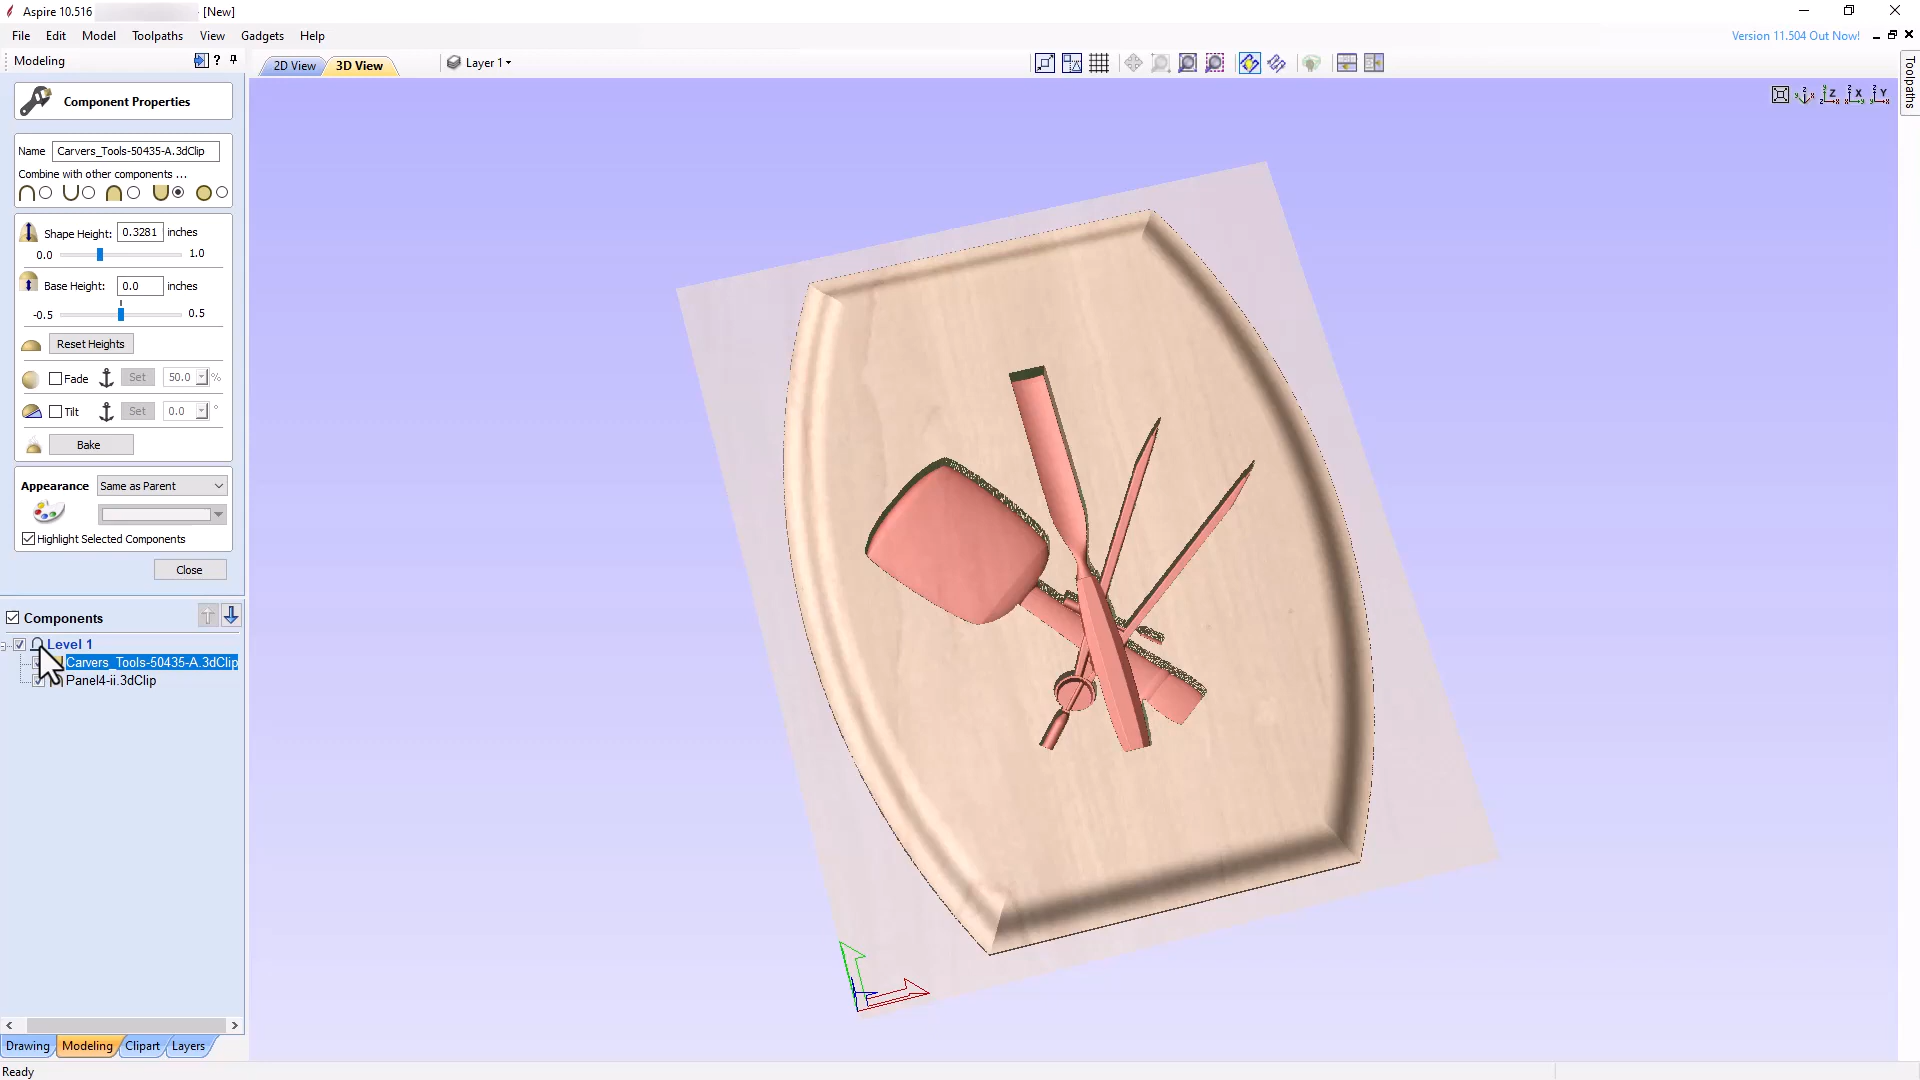 Aspire 10.516 [New]
File Edit Model Toolpaths View Gadgets Help
Version 11.504 Out Now!
Modeling
2D View 3D View Layer 1
Toolpaths
Component Properties
Name Carvers_Tools-50435-A.3dClip
Combine with other components ...
Shape Height: 0.3281 inches
0.0 1.0
Base Height: 0.0 inches
-0.5 0.5
Reset Heights
Fade Set 50.0 %
Tilt Set 0.0 °
Bake
Appearance Same as Parent
Highlight Selected Components
Close
Components
Level 1
Carvers_Tools-50435-A.3dClip
Panel4-ii.3dClip
Drawing Modeling Clipart Layers
Ready